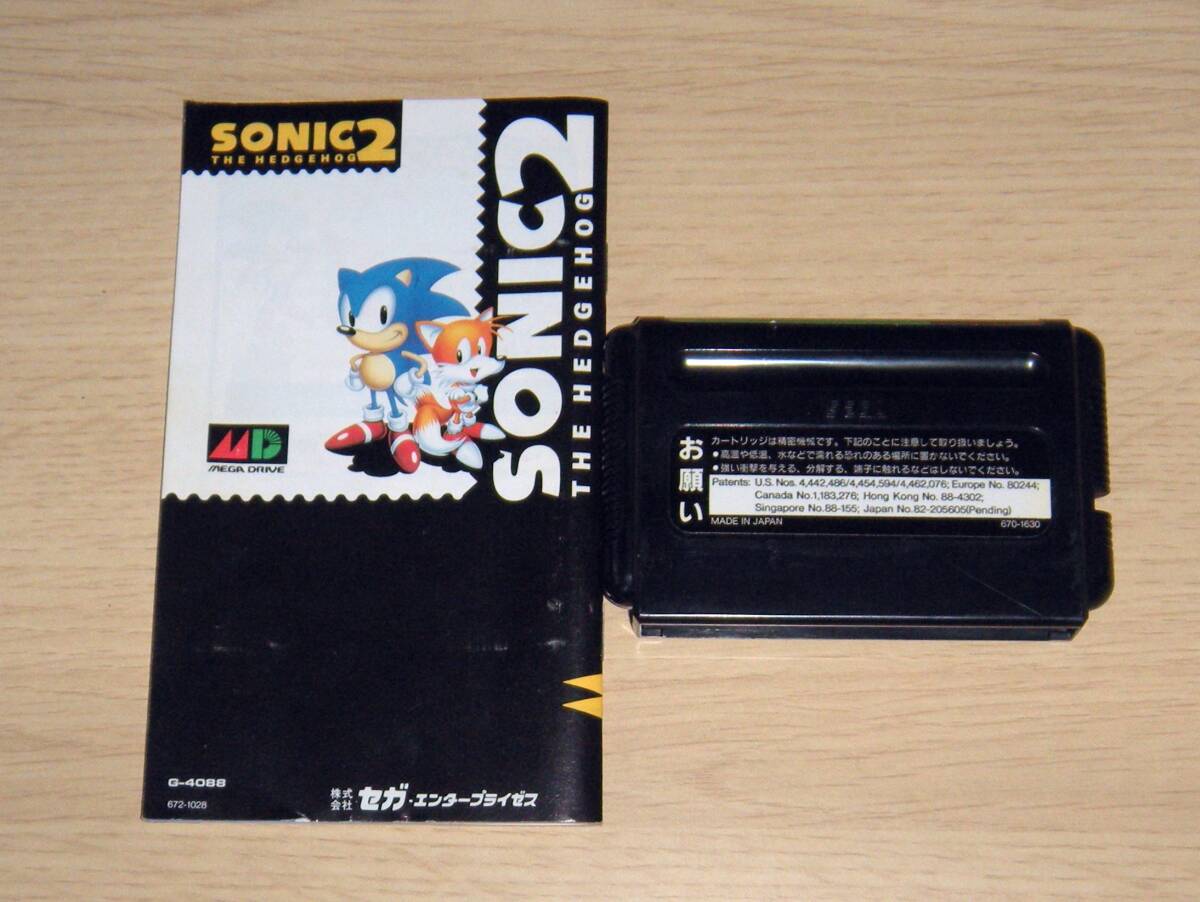 SONIC2
THE HEDGEHOG
SONIC2
THE HEDGEHOG
MD
MEGA DRIVE
G-4088
672-1028
株式会社 セガ・エンタープライゼス
SEGA
お願い
カートリッジは精密機械です。下記のことに注意して取り扱いましょう。
●高温や低温、水などで濡れる恐れのある場所に置かないでください。
●強い衝撃を与える、分解する、端子に触れるなどはしないでください。
Patents: U.S. Nos. 4,442,486/4,454,594/4,462,076; Europe No. 80244;
Canada No.1,183,276; Hong Kong No. 88-4302;
Singapore No.88-155; Japan No.82-205605(Pending)
MADE IN JAPAN
670-1630